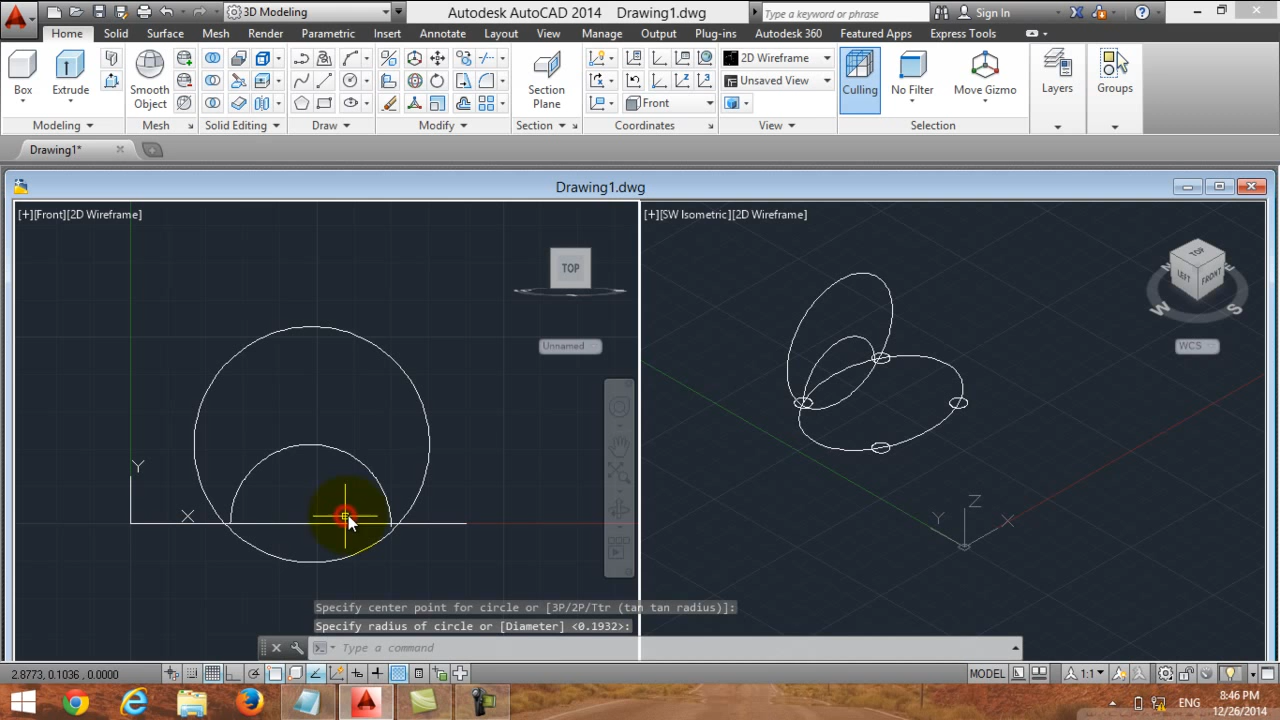 3D Modeling
Autodesk AutoCAD 2014 Drawing1.dwg
Type a keyword or phrase
Sign In
Home Solid Surface Mesh Render Parametric Insert Annotate Layout View Manage Output Plug-ins Autodesk 360 Featured Apps Express Tools
2D Wireframe
Unsaved View
Front
Box Extrude Smooth Object Section Plane Culling No Filter Move Gizmo Layers Groups
Modeling Mesh Solid Editing Draw Modify Section Coordinates View Selection
Drawing1*
Drawing1.dwg
[+][Front][2D Wireframe]
[+][SW Isometric][2D Wireframe]
TOP
Unnamed
TOP
LEFT
FRONT
W
S
WCS
Y
X
Z
Y
X
Specify center point for circle or [3P/2P/Ttr (tan tan radius)]:
Specify radius of circle or [Diameter] <0.1932>:
Type a command
2.8773, 0.1036, 0.0000
MODEL
1:1
ENG
8:46 PM
12/26/2014